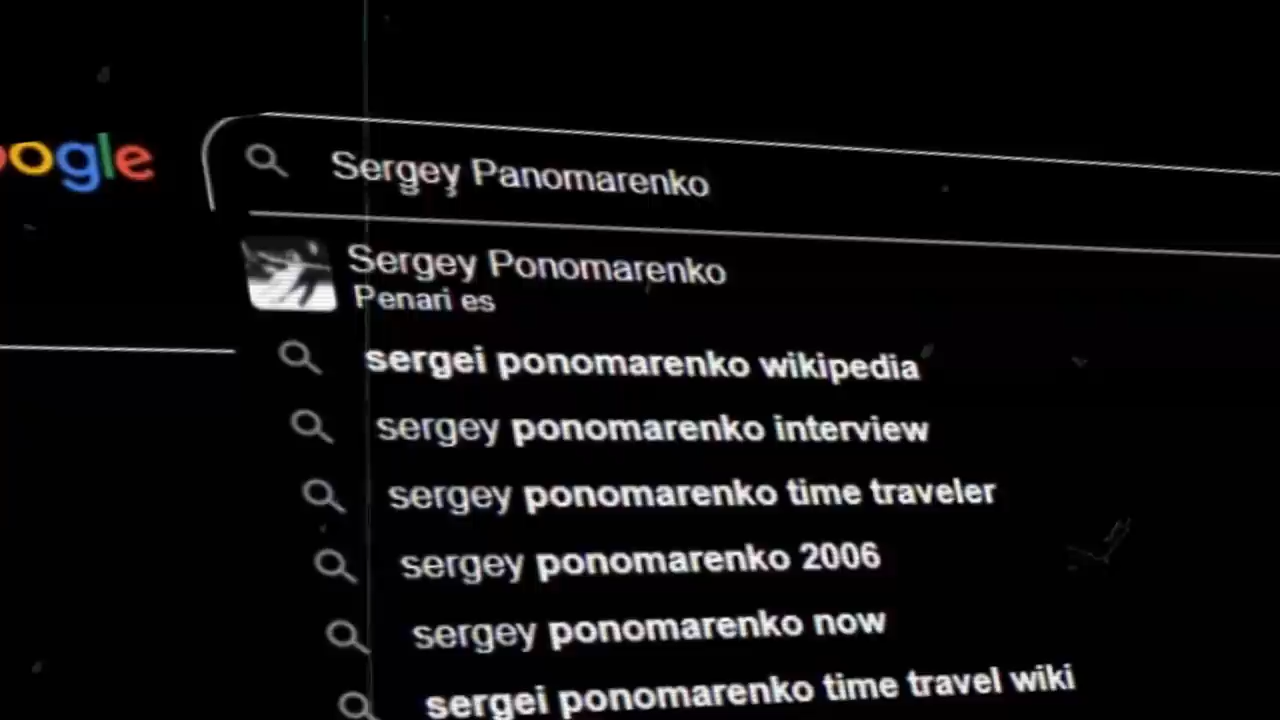 oogle
Sergey Panomarenko
Sergey Ponomarenko
Penari es
sergei ponomarenko wikipedia
sergey ponomarenko interview
sergey ponomarenko time traveler
sergey ponomarenko 2006
sergey ponomarenko now
sergei ponomarenko time travel wiki